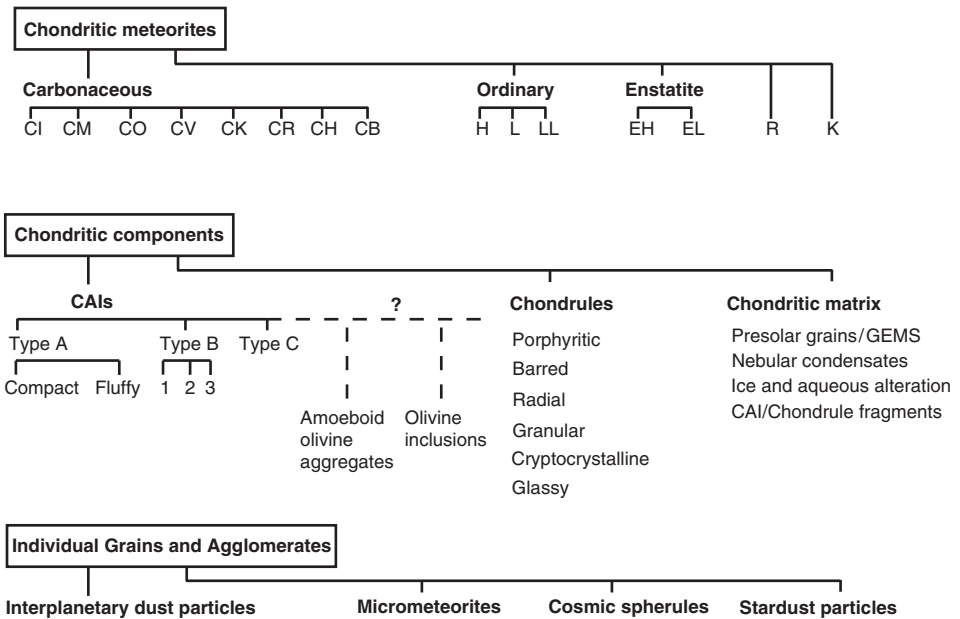 Chondritic meteorites
Carbonaceous Ordinary Enstatite
CI CM CO CV CK CR CH CB H L LL EH EL R K
Chondritic components
CAIs ? Chondrules Chondritic matrix
Type A Type B Type C
Compact Fluffy 1 2 3
Amoeboid
olivine
aggregates
Olivine
inclusions
Porphyritic
Barred
Radial
Granular
Cryptocrystalline
Glassy
Presolar grains/GEMS
Nebular condensates
Ice and aqueous alteration
CAI/Chondrule fragments
Individual Grains and Agglomerates
Interplanetary dust particles Micrometeorites Cosmic spherules Stardust particles